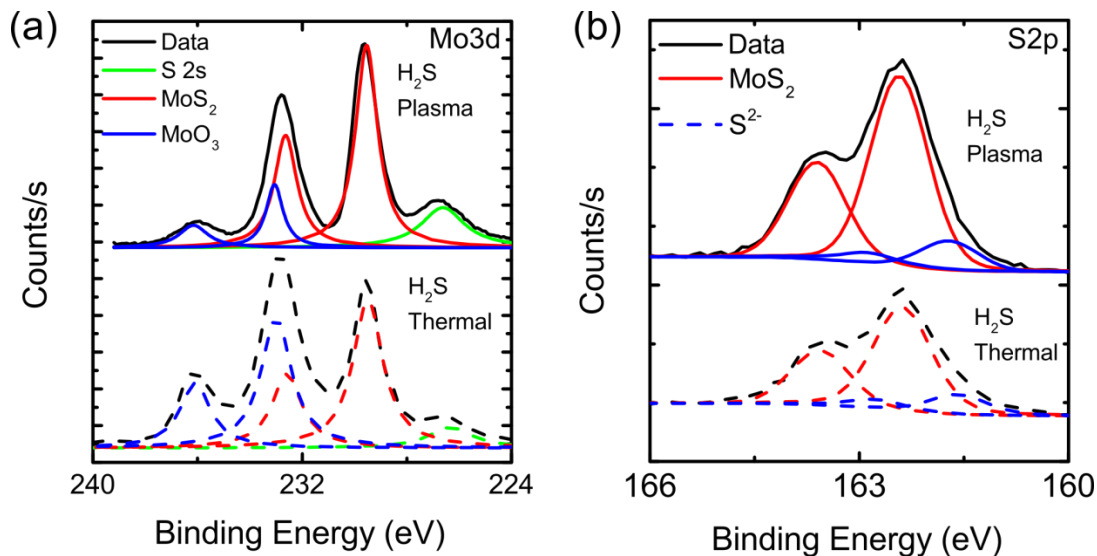 (a)
Data
S 2s
MoS₂
MoO₃
Mo3d
H₂S
Plasma
H₂S
Thermal
Counts/s
240
232
224
Binding Energy (eV)
(b)
Data
MoS₂
S²⁻
S2p
H₂S
Plasma
H₂S
Thermal
Counts/s
166
163
160
Binding Energy (eV)